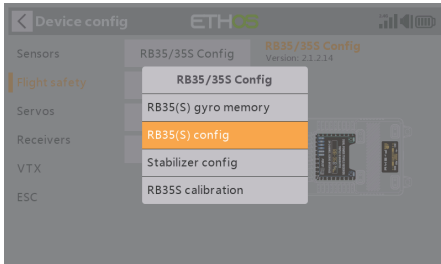 Device config
ETHOS
Sensors
RB35/35S Config
RB35/35S Config
Version: 2.1.2.14
Flight safety
Servos
Receivers
VTX
ESC
RB35/35S Config
RB35(S) gyro memory
RB35(S) config
Stabilizer config
RB35S calibration